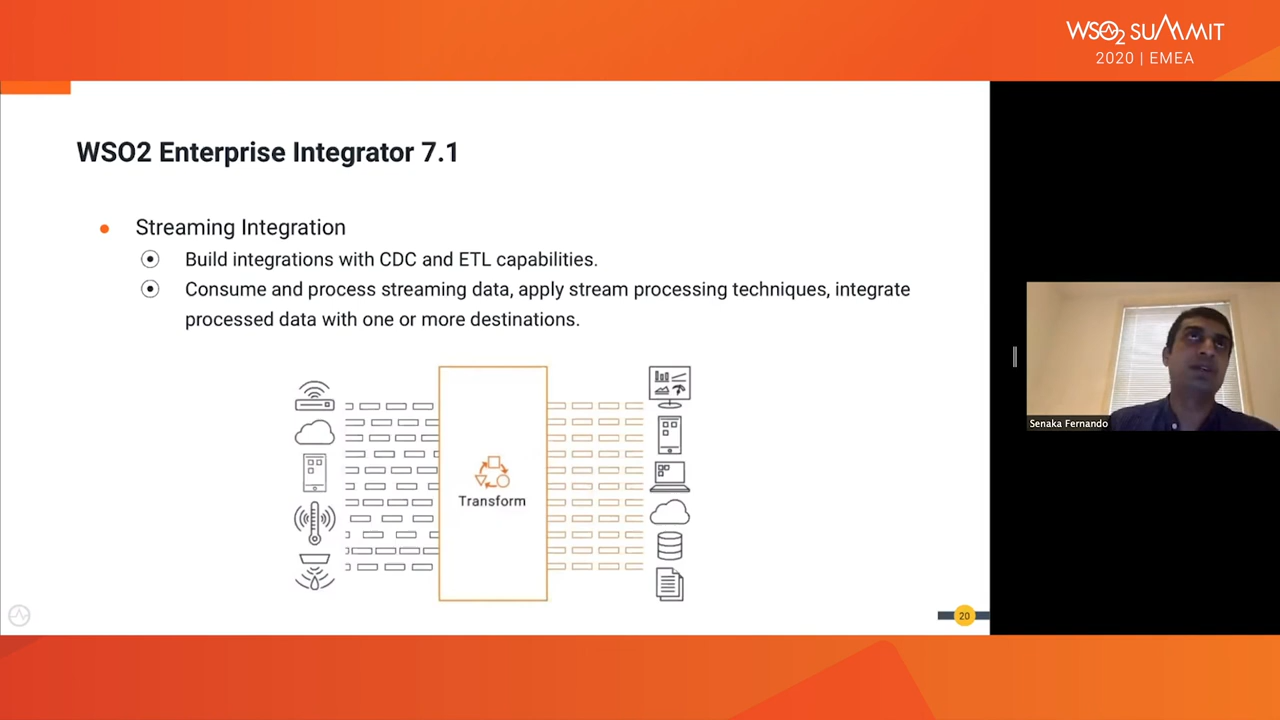 WSO2 SUMMIT
2020 | EMEA
WSO2 Enterprise Integrator 7.1
Streaming Integration
Build integrations with CDC and ETL capabilities.
Consume and process streaming data, apply stream processing techniques, integrate
processed data with one or more destinations.
Transform
Senaka Fernando
20